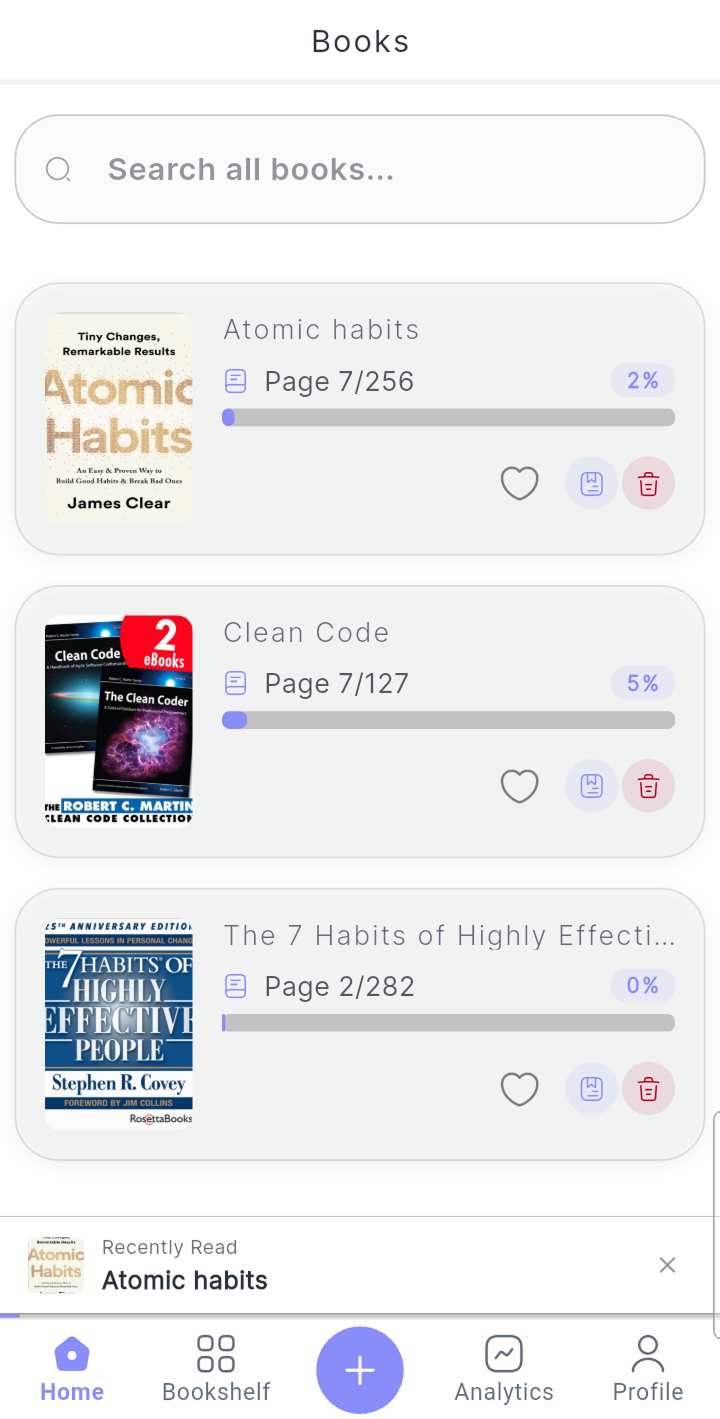 Books
Search all books...
Tiny Changes,
Remarkable Results
Atomic
Habits
An Easy & Proven Way to
Build Good Habits & Break Bad Ones
James Clear
Atomic habits
Page 7/256
2%
2
eBooks
Clean Code
The Clean Coder
THE ROBERT C. MARTIN
CLEAN CODE COLLECTION
Clean Code
Page 7/127
5%
25TH ANNIVERSARY EDITION
POWERFUL LESSONS IN PERSONAL CHANG
THE 7 HABITS OF
HIGHLY
EFFECTIVE
PEOPLE
Stephen R. Covey
FOREWORD BY JIM COLLINS
RosettaBooks
The 7 Habits of Highly Effecti...
Page 2/282
0%
Remarkable Results
Atomic
Habits
Recently Read
Atomic habits
Home
Bookshelf
Analytics
Profile